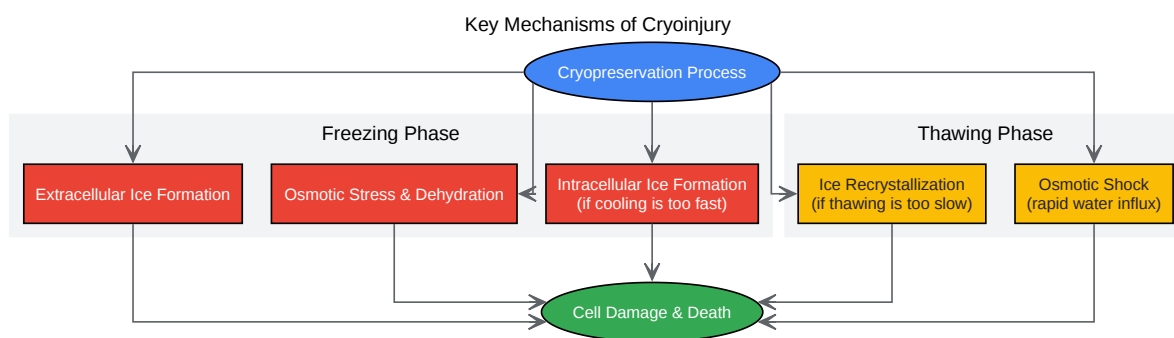 Key Mechanisms of Cryoinjury
Cryopreservation Process
Freezing Phase
Thawing Phase
Extracellular Ice Formation
Osmotic Stress & Dehydration
Intracellular Ice Formation
(if cooling is too fast)
Ice Recrystallization
(if thawing is too slow)
Osmotic Shock
(rapid water influx)
Cell Damage & Death